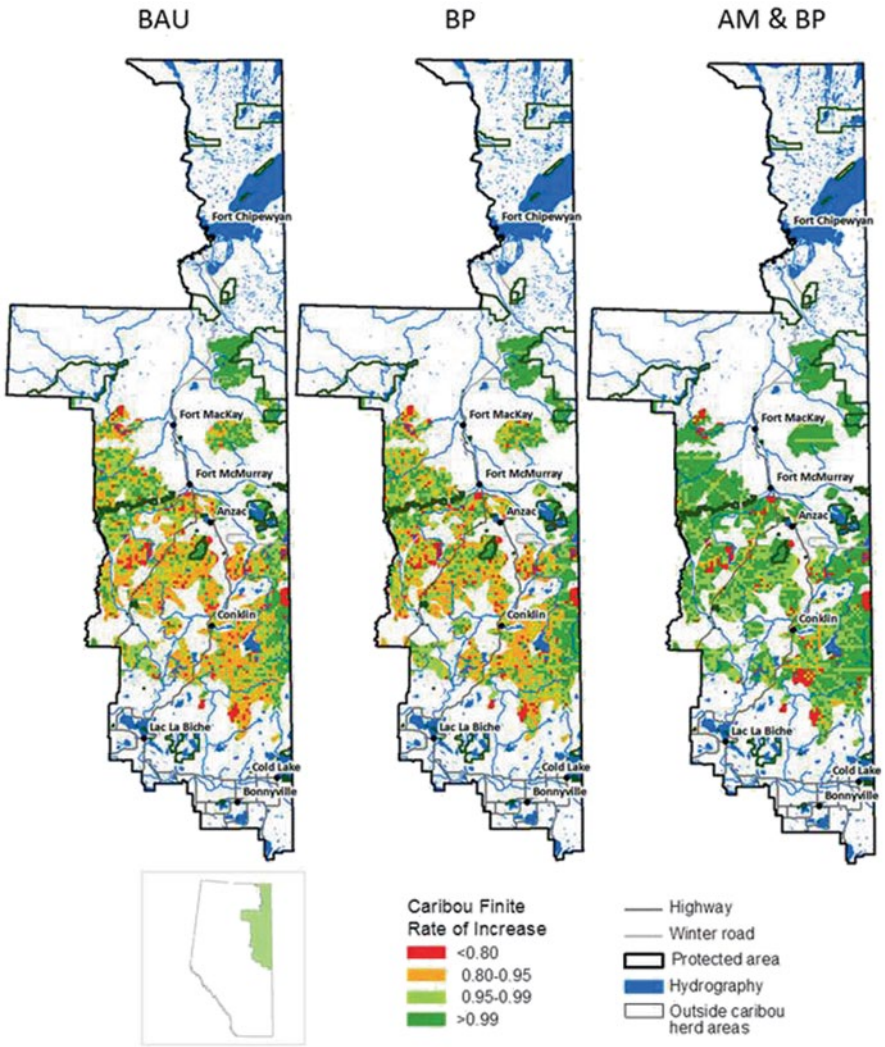 BAU BP AM & BP
Fort Chipewyan Fort Chipewyan Fort Chipewyan
Fort MacKay Fort MacKay Fort MacKay
Fort McMurray Fort McMurray Fort McMurray
Anzac Anzac Anzac
Conklin Conklin Conklin
Lac La Biche Lac La Biche Lac La Biche
Cold Lake Cold Lake Cold Lake
Bonnyville Bonnyville Bonnyville
Caribou Finite
Rate of Increase
<0.80
0.80-0.95
0.95-0.99
>0.99
Highway
Winter road
Protected area
Hydrography
Outside caribou
herd areas